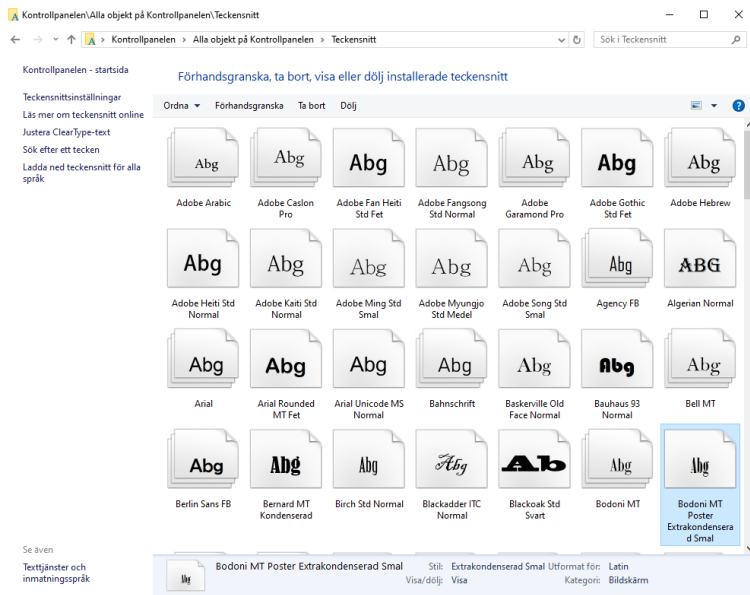 Kontrollpanelen\Alla objekt på Kontrollpanelen\Teckensnitt
Kontrollpanelen > Alla objekt på Kontrollpanelen > Teckensnitt
Sök i Teckensnitt
Kontrollpanelen - startsida
Teckensnittsinställningar
Läs mer om teckensnitt online
Justera ClearType-text
Sök efter ett tecken
Ladda ned teckensnitt för alla
språk
Förhandsgranska, ta bort, visa eller dölj installerade teckensnitt
Ordna Förhandsgranska Ta bort Dölj
Abg Abg Abg Abg Abg Abg Abg
Adobe Arabic Adobe Caslon Adobe Fan Heiti Adobe Fangsong Adobe Adobe Gothic Adobe Hebrew
Pro Std Fet Std Normal Garamond Pro Std Fet
Abg Abg Abg Abg Abg Abg ABG
Adobe Heiti Std Adobe Kaiti Std Adobe Ming Std Adobe Myungjo Adobe Song Std Agency FB Algerian Normal
Normal Normal Smal Std Medel Smal
Abg Abg Abg Abg Abg Abg Abg
Arial Arial Rounded Arial Unicode MS Bahnschrift Baskerville Old Bauhaus 93 Bell MT
MT Fet Normal Face Normal Normal
Abg Abg Abg Abg Ab Abg Abg
Berlin Sans FB Bernard MT Birch Std Normal Blackadder ITC Blackoak Std Bodoni MT Bodoni MT
Kondenserad Normal Svart Poster
Extrakondensera
d Smal
Se även
Texttjänster och
inmatningsspråk
Abg
Bodoni MT Poster Extrakondenserad Smal Stil: Extrakondenserad Smal Utformat för: Latin
Visa/dölj: Visa Kategori: Bildskärm